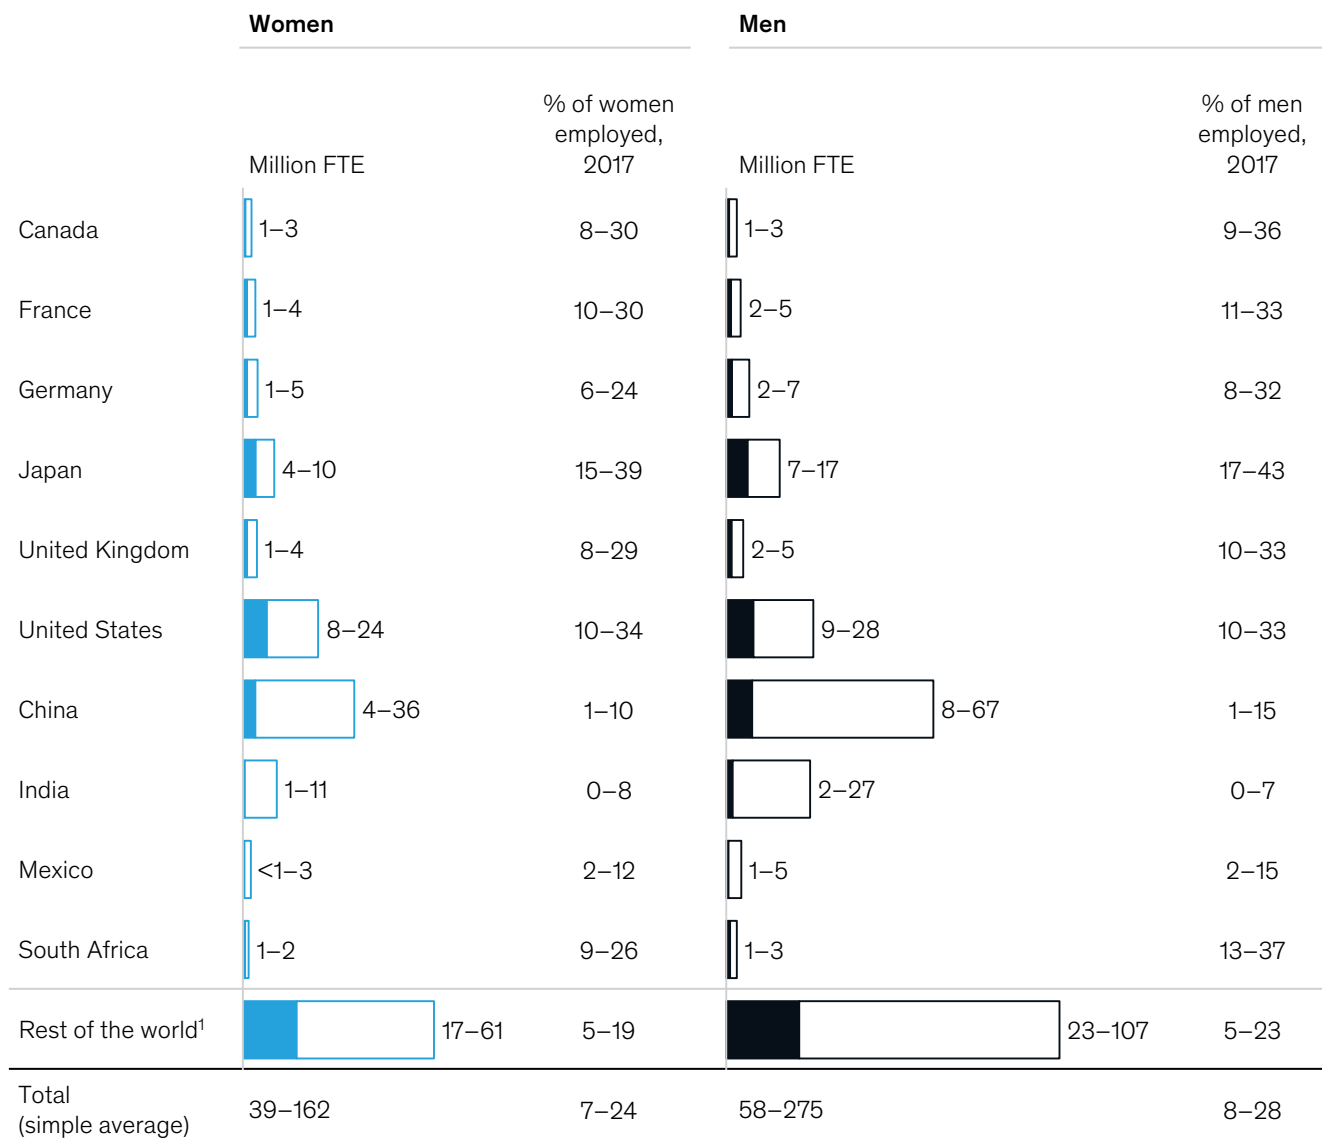 Women Men
% of women % of men
employed, employed,
Million FTE 2017 Million FTE 2017
Canada 1–3 8–30 1–3 9–36
France 1–4 10–30 2–5 11–33
Germany 1–5 6–24 2–7 8–32
Japan 4–10 15–39 7–17 17–43
United Kingdom 1–4 8–29 2–5 10–33
United States 8–24 10–34 9–28 10–33
China 4–36 1–10 8–67 1–15
India 1–11 0–8 2–27 0–7
Mexico <1–3 2–12 1–5 2–15
South Africa 1–2 9–26 1–3 13–37
Rest of the world¹ 17–61 5–19 23–107 5–23
Total
(simple average) 39–162 7–24 58–275 8–28